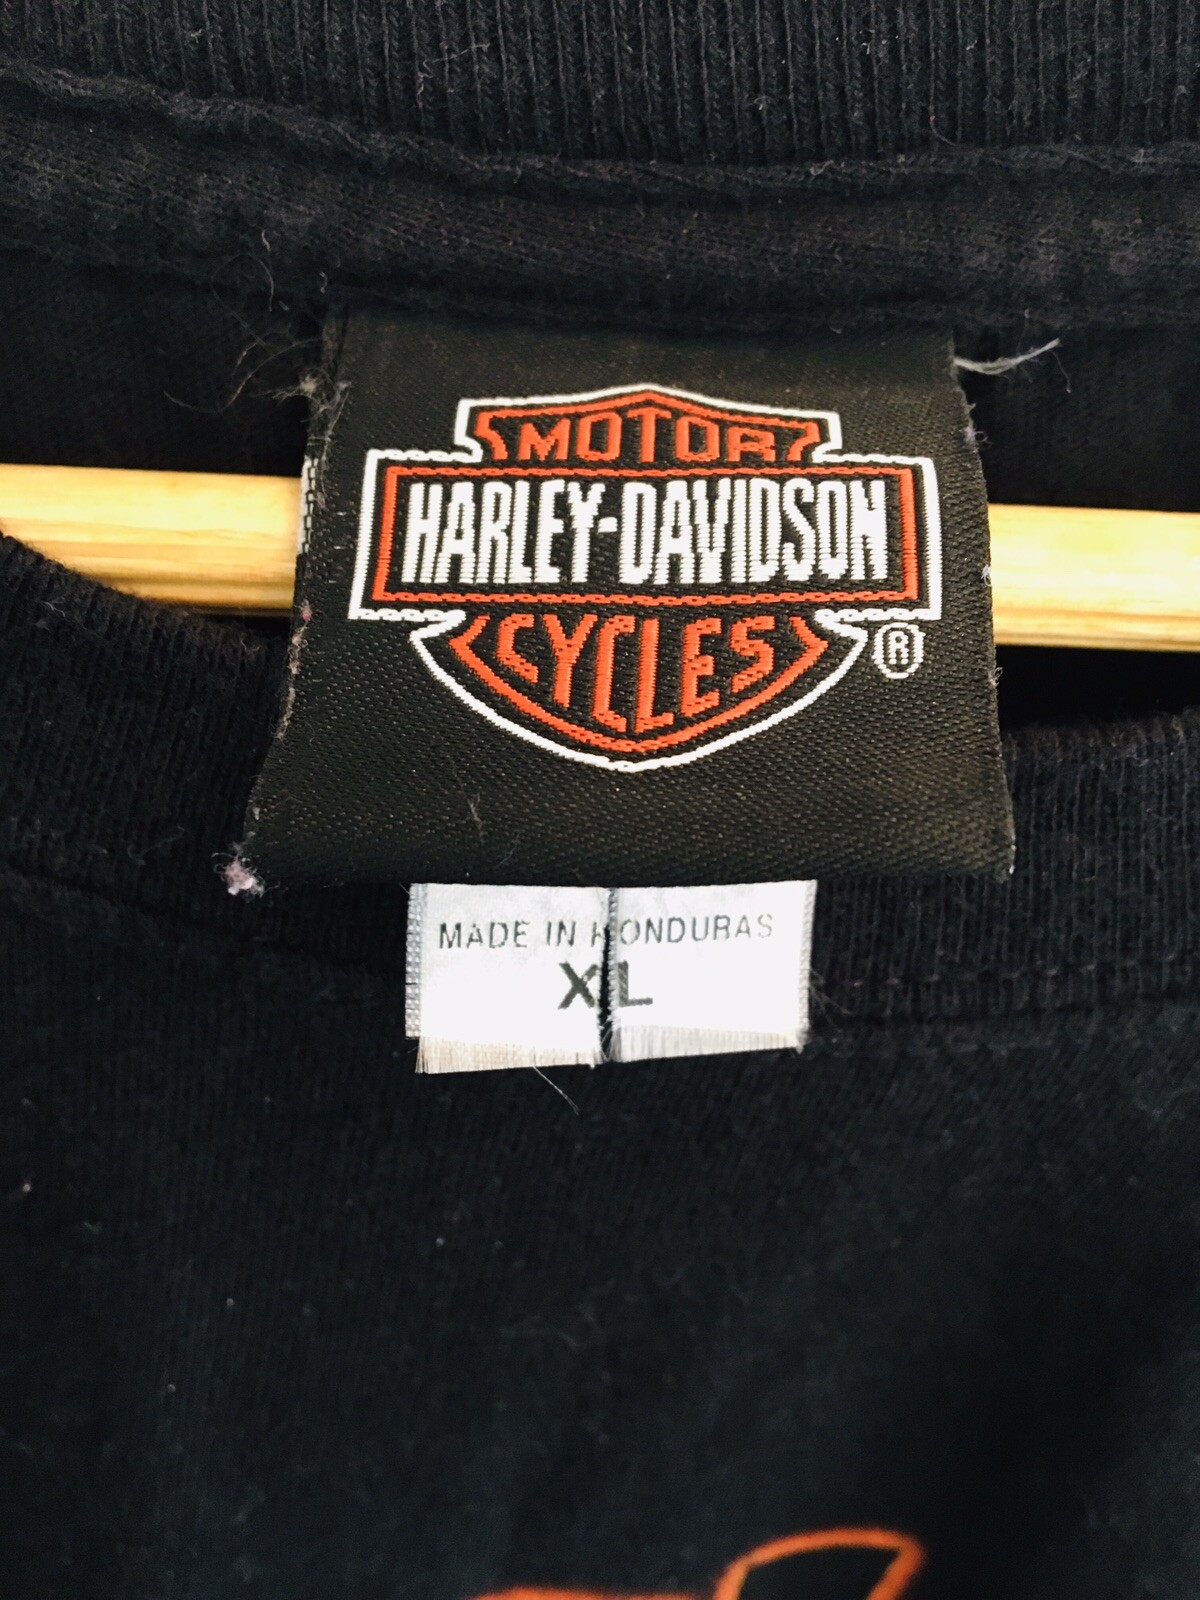 MOTOR
HARLEY-DAVIDSON
CYCLES
®
MADE IN HONDURAS
XL